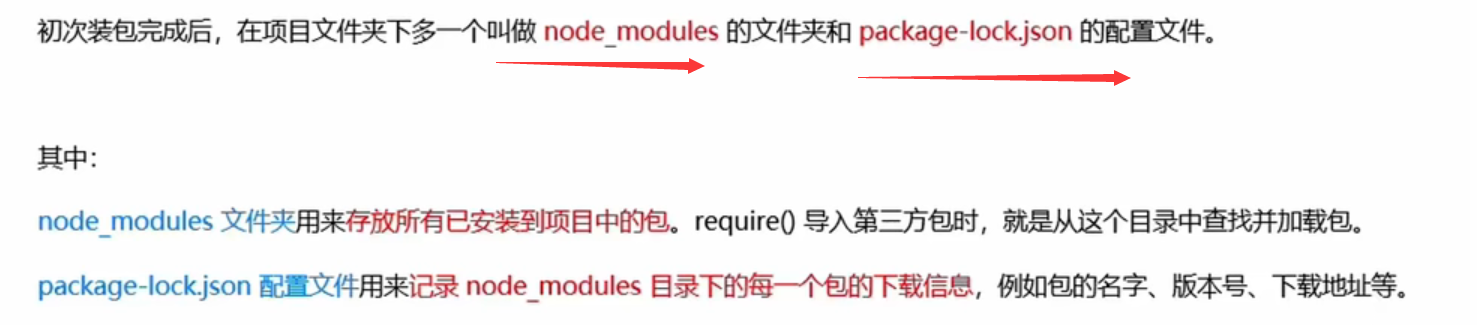 初次装包完成后，在项目文件夹下多一个叫做 node_modules 的文件夹和 package-lock.json 的配置文件。
其中：
node_modules 文件夹用来存放所有已安装到项目中的包。require() 导入第三方包时，就是从这个目录中查找并加载包。
package-lock.json 配置文件用来记录 node_modules 目录下的每一个包的下载信息，例如包的名字、版本号、下载地址等。